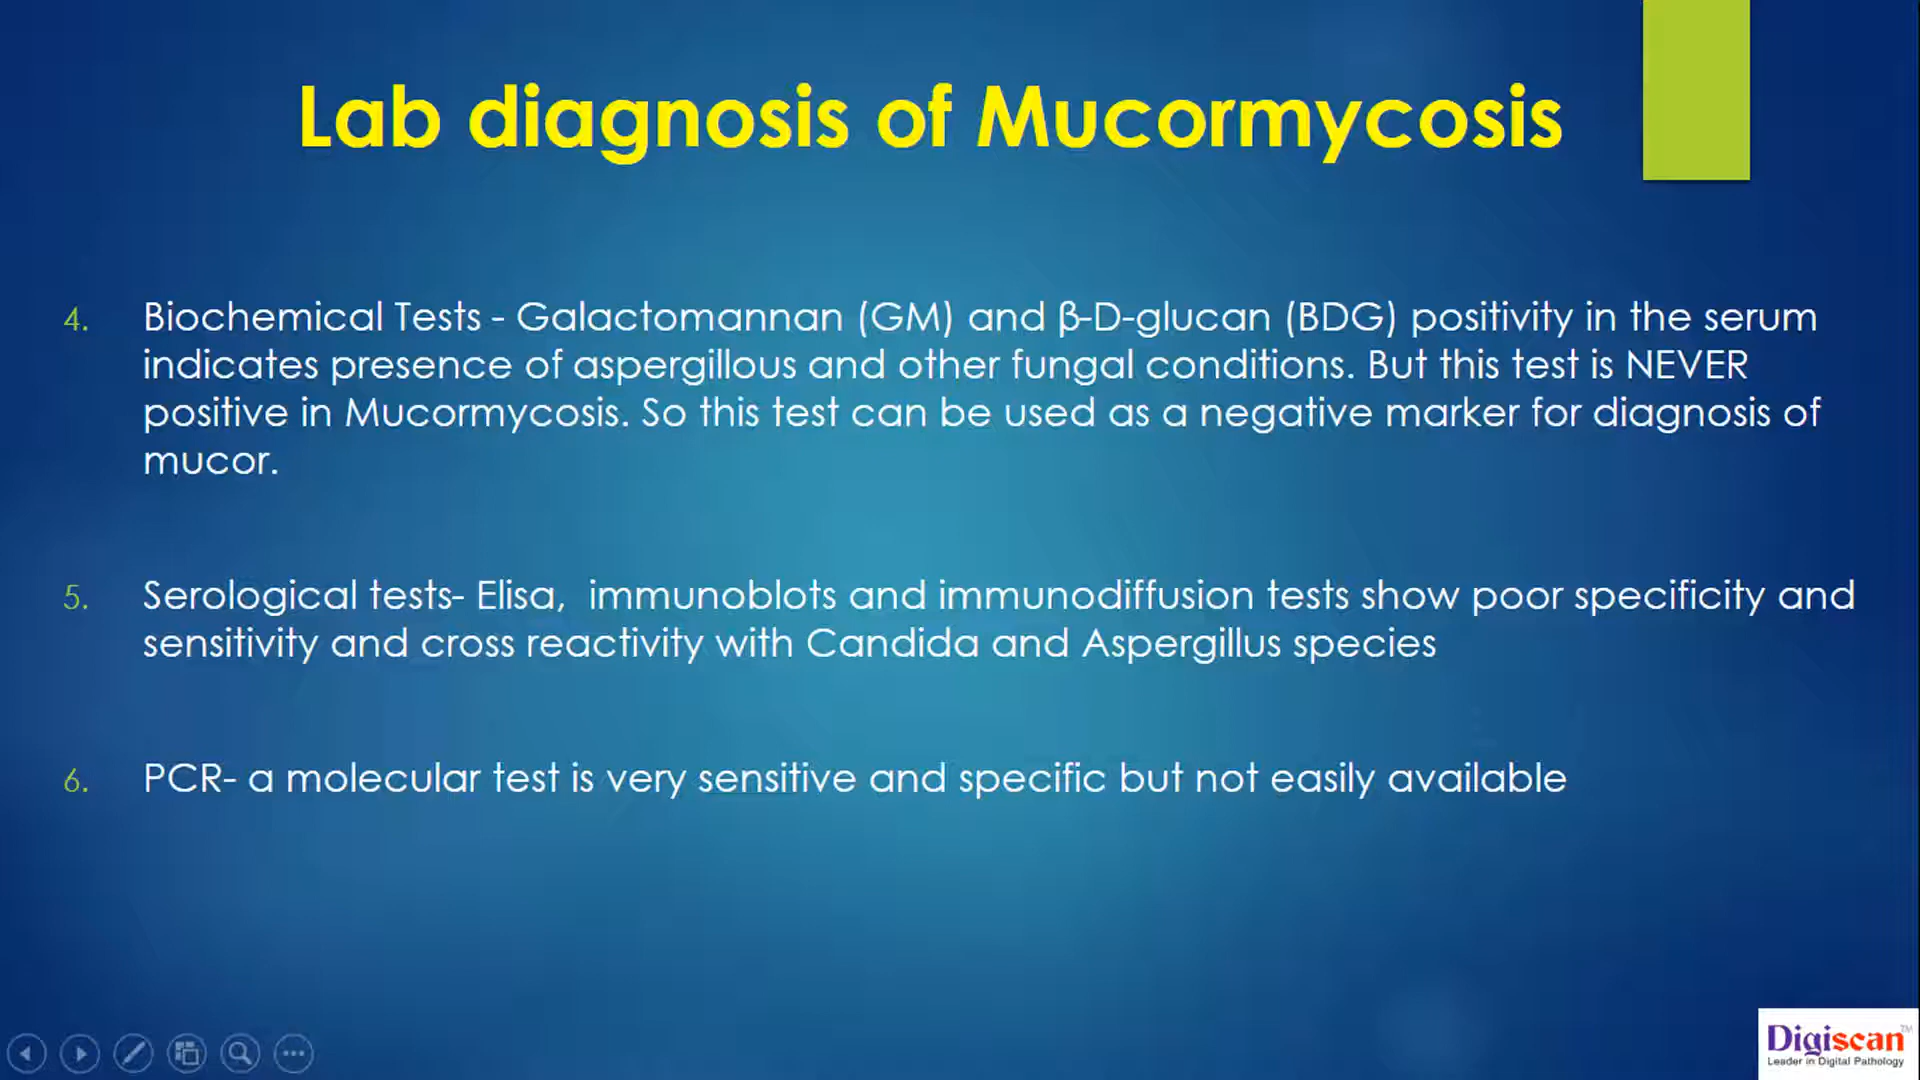 Lab diagnosis of Mucormycosis
4. Biochemical Tests - Galactomannan (GM) and β-D-glucan (BDG) positivity in the serum
indicates presence of aspergillous and other fungal conditions. But this test is NEVER
positive in Mucormycosis. So this test can be used as a negative marker for diagnosis of
mucor.
5. Serological tests- Elisa,  immunoblots and immunodiffusion tests show poor specificity and
sensitivity and cross reactivity with Candida and Aspergillus species
6. PCR- a molecular test is very sensitive and specific but not easily available
Digiscan™
Leader in Digital Pathology